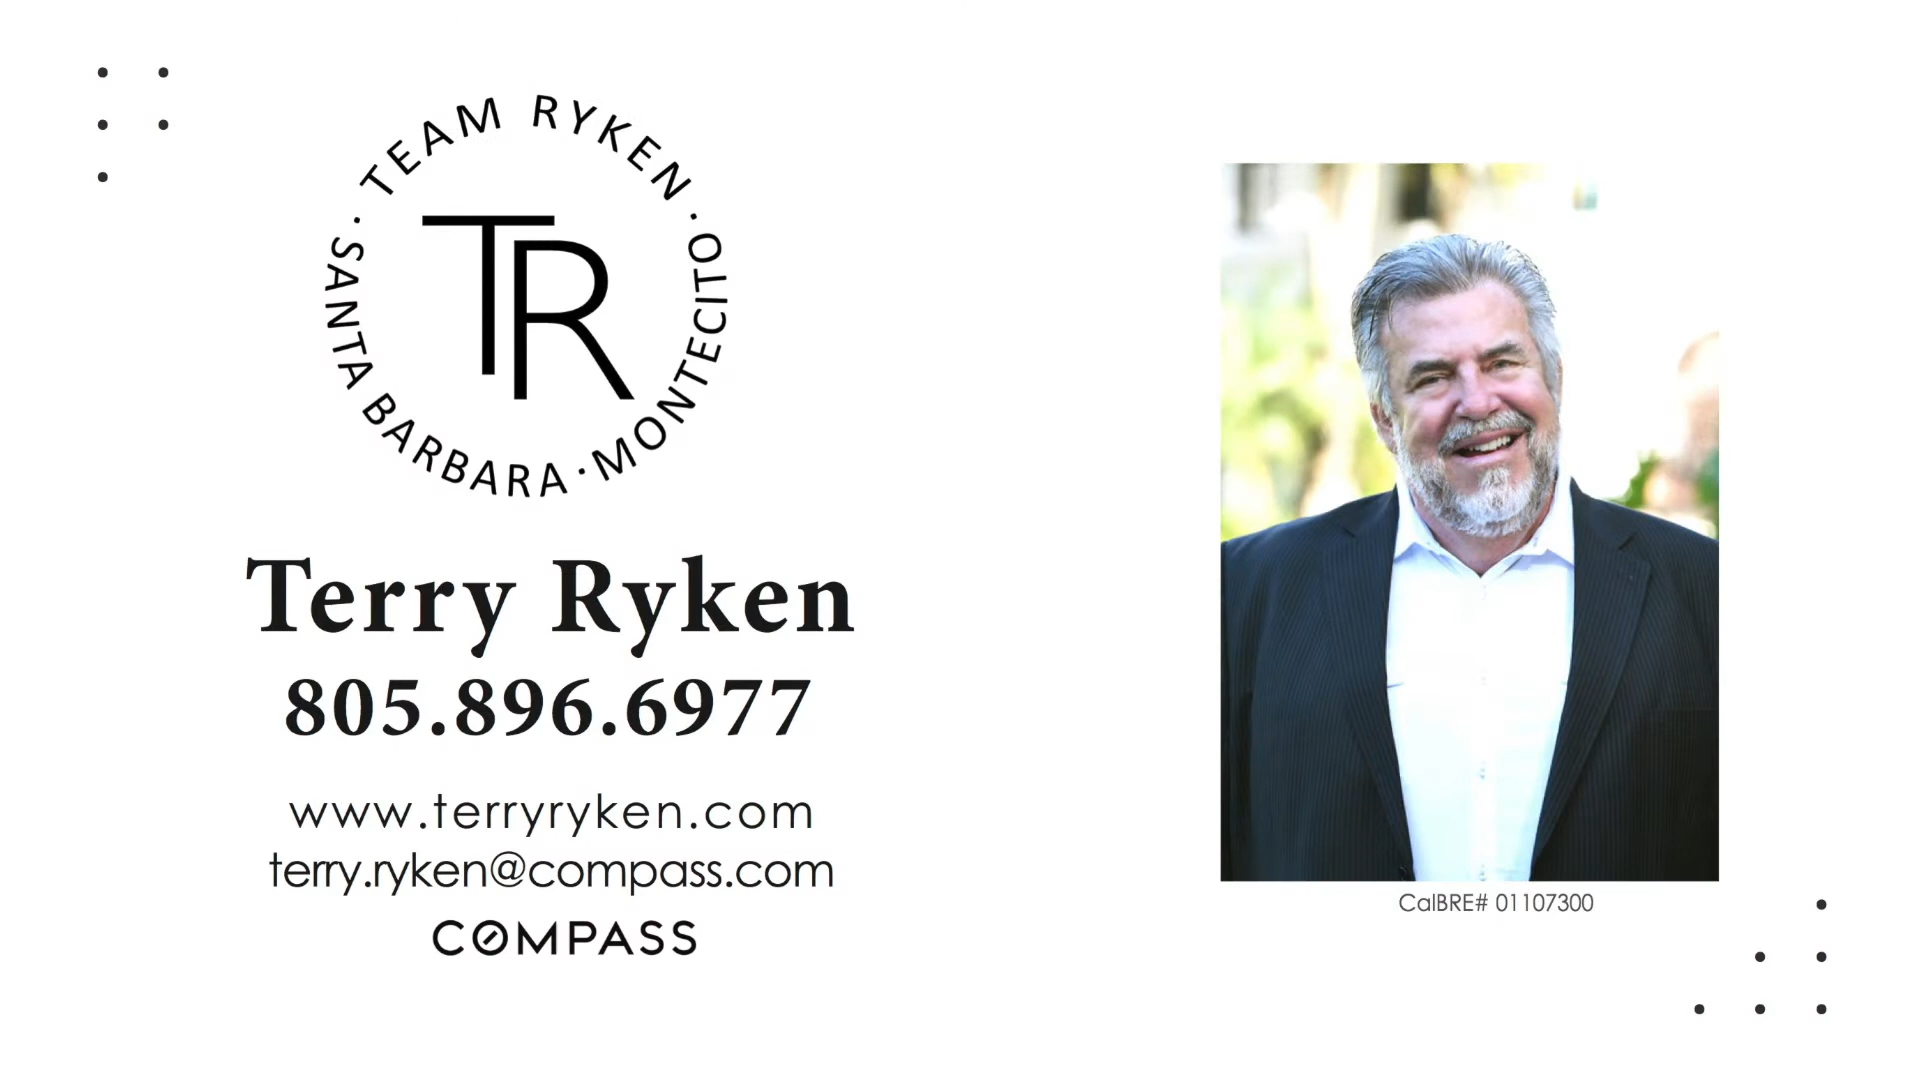 · TEAM RYKEN ·
SANTA BARBARA · MONTECITO
TR
Terry Ryken
805.896.6977
www.terryryken.com
terry.ryken@compass.com
COMPASS
CalBRE# 01107300